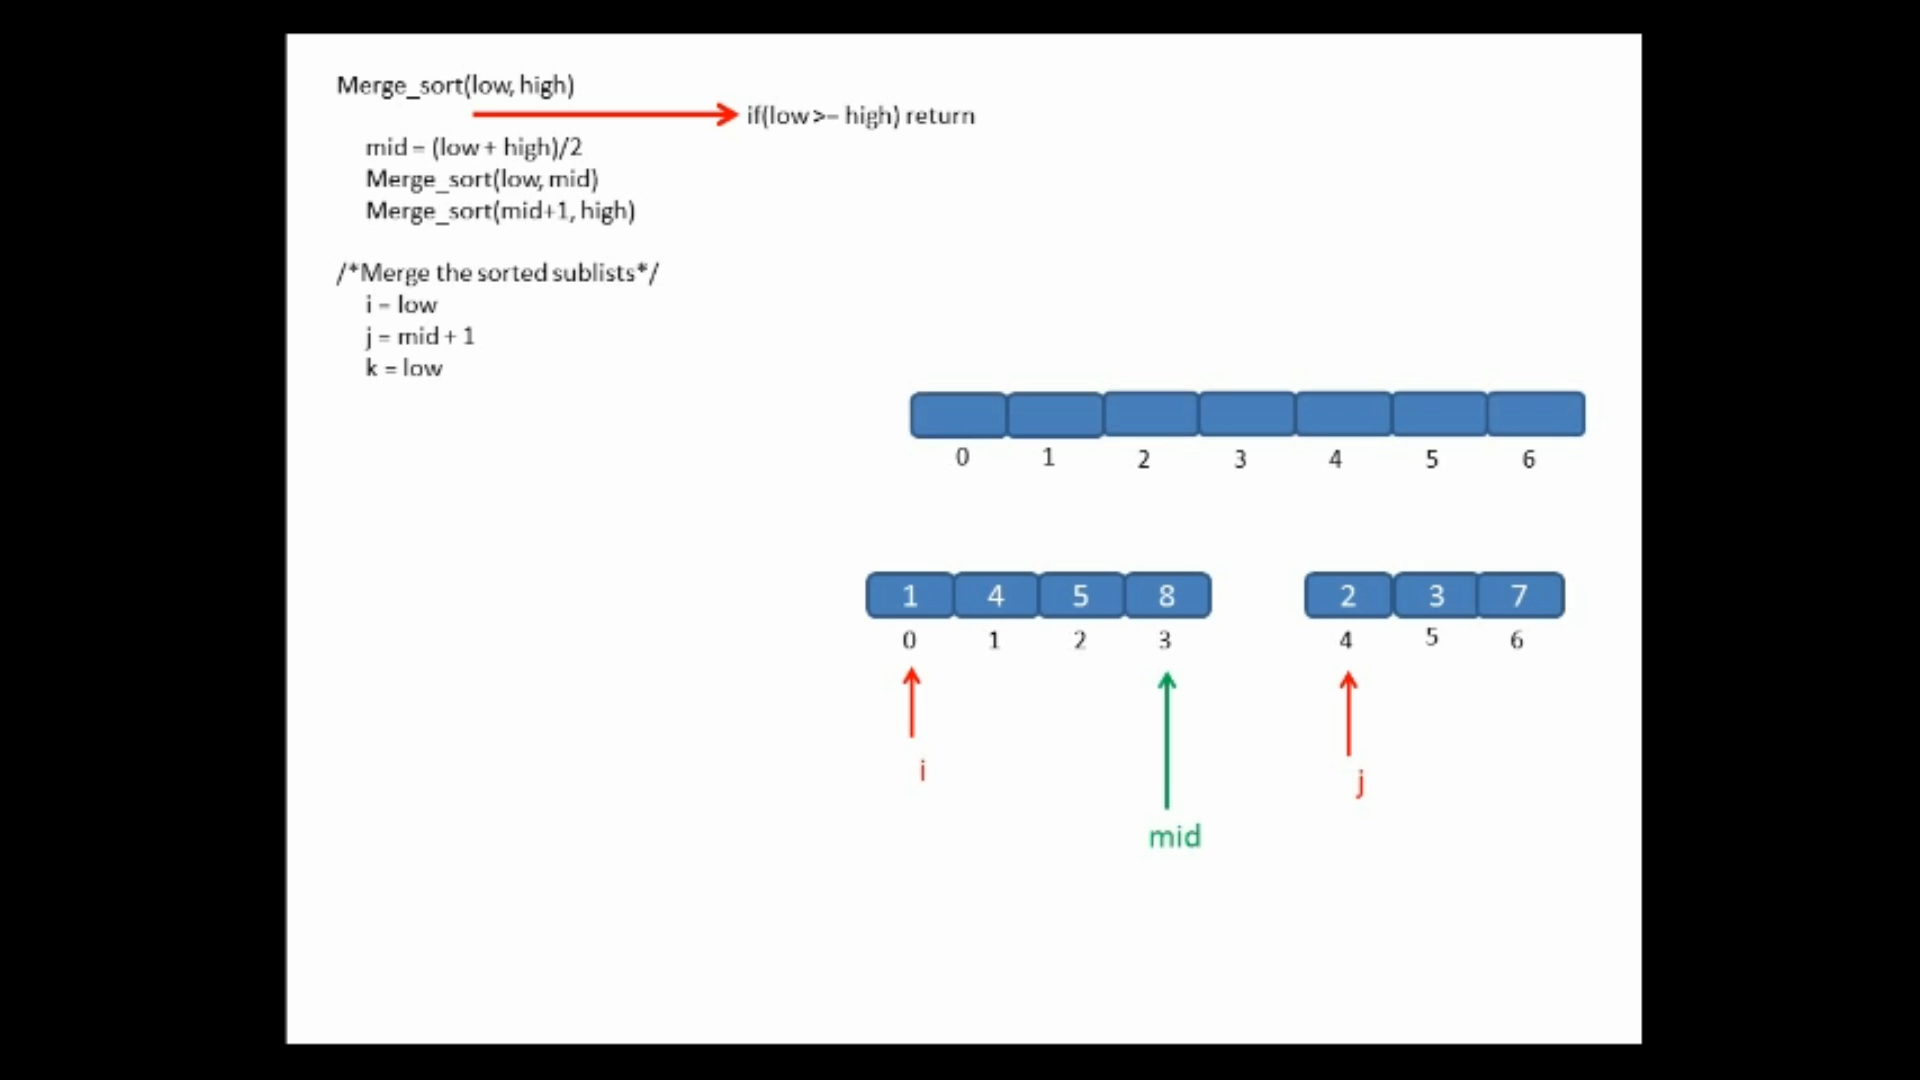 Merge_sort(low, high)
if(low >= high) return
mid = (low + high)/2
Merge_sort(low, mid)
Merge_sort(mid+1, high)
/*Merge the sorted sublists*/
i = low
j = mid + 1
k = low
0 1 2 3 4 5 6
1 4 5 8 2 3 7
0 1 2 3 4 5 6
i
j
mid